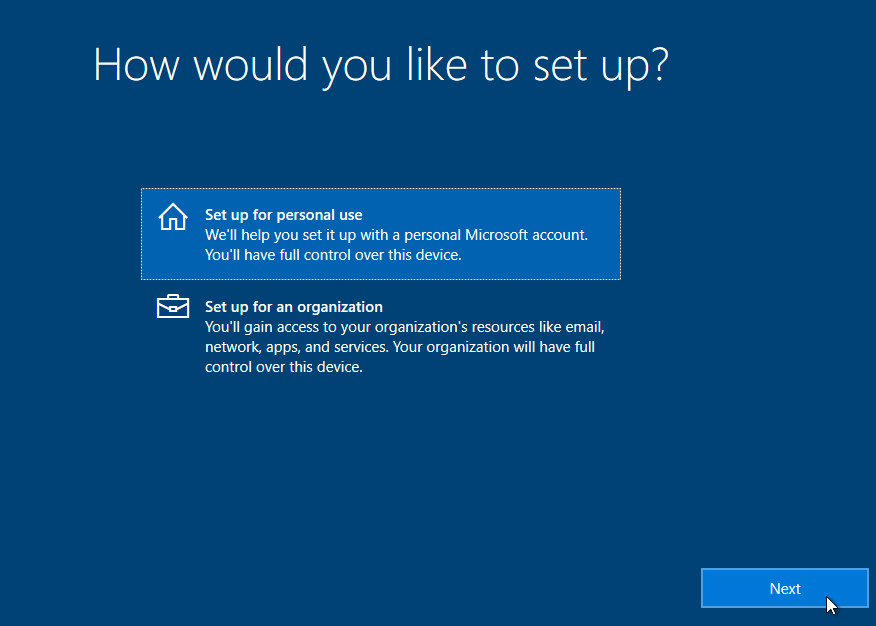 How would you like to set up?
Set up for personal use
We'll help you set it up with a personal Microsoft account.
You'll have full control over this device.
Set up for an organization
You'll gain access to your organization's resources like email,
network, apps, and services. Your organization will have full
control over this device.
Next